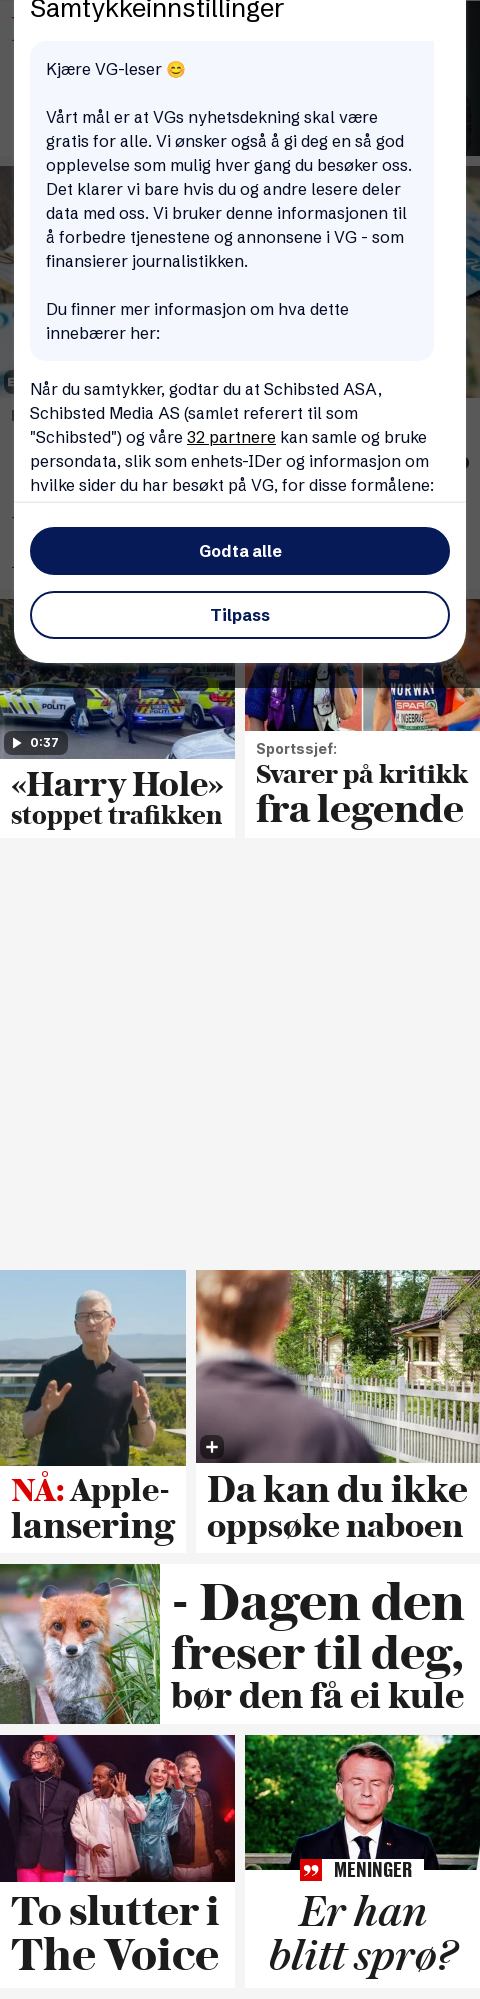 Samtykkeinnstillinger
Kjære VG-leser 😊
Vårt mål er at VGs nyhetsdekning skal være
gratis for alle. Vi ønsker også å gi deg en så god
opplevelse som mulig hver gang du besøker oss.
Det klarer vi bare hvis du og andre lesere deler
data med oss. Vi bruker denne informasjonen til
å forbedre tjenestene og annonsene i VG - som
finansierer journalistikken.
Du finner mer informasjon om hva dette
innebærer her:
Når du samtykker, godtar du at Schibsted ASA,
Schibsted Media AS (samlet referert til som
"Schibsted") og våre 32 partnere kan samle og bruke
persondata, slik som enhets-IDer og informasjon om
hvilke sider du har besøkt på VG, for disse formålene:
Godta alle
Tilpass
POLITI
POLITI
0:37
«Harry Hole»
stoppet trafikken
NORWAY
SPAR
INGEBRIG
Sportssjef:
Svarer på kritikk
fra legende
NÅ: Apple-
lansering
Da kan du ikke
oppsøke naboen
- Dagen den
freser til deg,
bør den få ei kule
To slutter i
The Voice
MENINGER
Er han
blitt sprø?